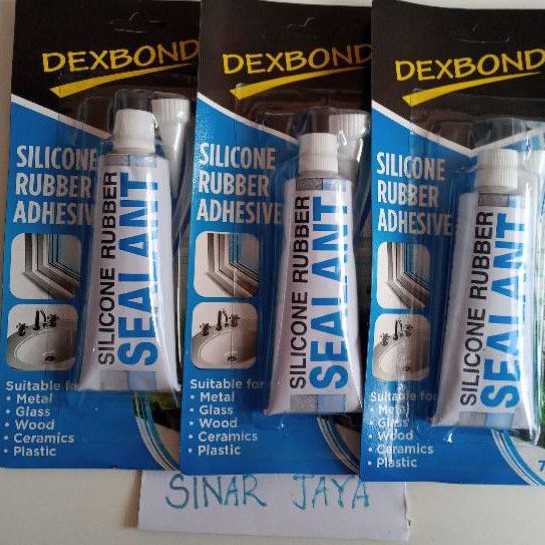 DEXBOND
SILICONE
RUBBER
ADHESIVE
SILICONE RUBBER
SEALANT
Suitable for
• Metal
• Glass
• Wood
• Ceramics
• Plastic
DEXBOND
SILICONE
RUBBER
ADHESIVE
SILICONE RUBBER
SEALANT
Suitable for
• Metal
• Glass
• Wood
• Ceramics
• Plastic
DEXBOND
SILICONE
RUBBER
ADHESIVE
SILICONE RUBBER
SEALANT
Suitable for
• Metal
• Glass
• Wood
• Ceramics
• Plastic
7
SINAR JAYA